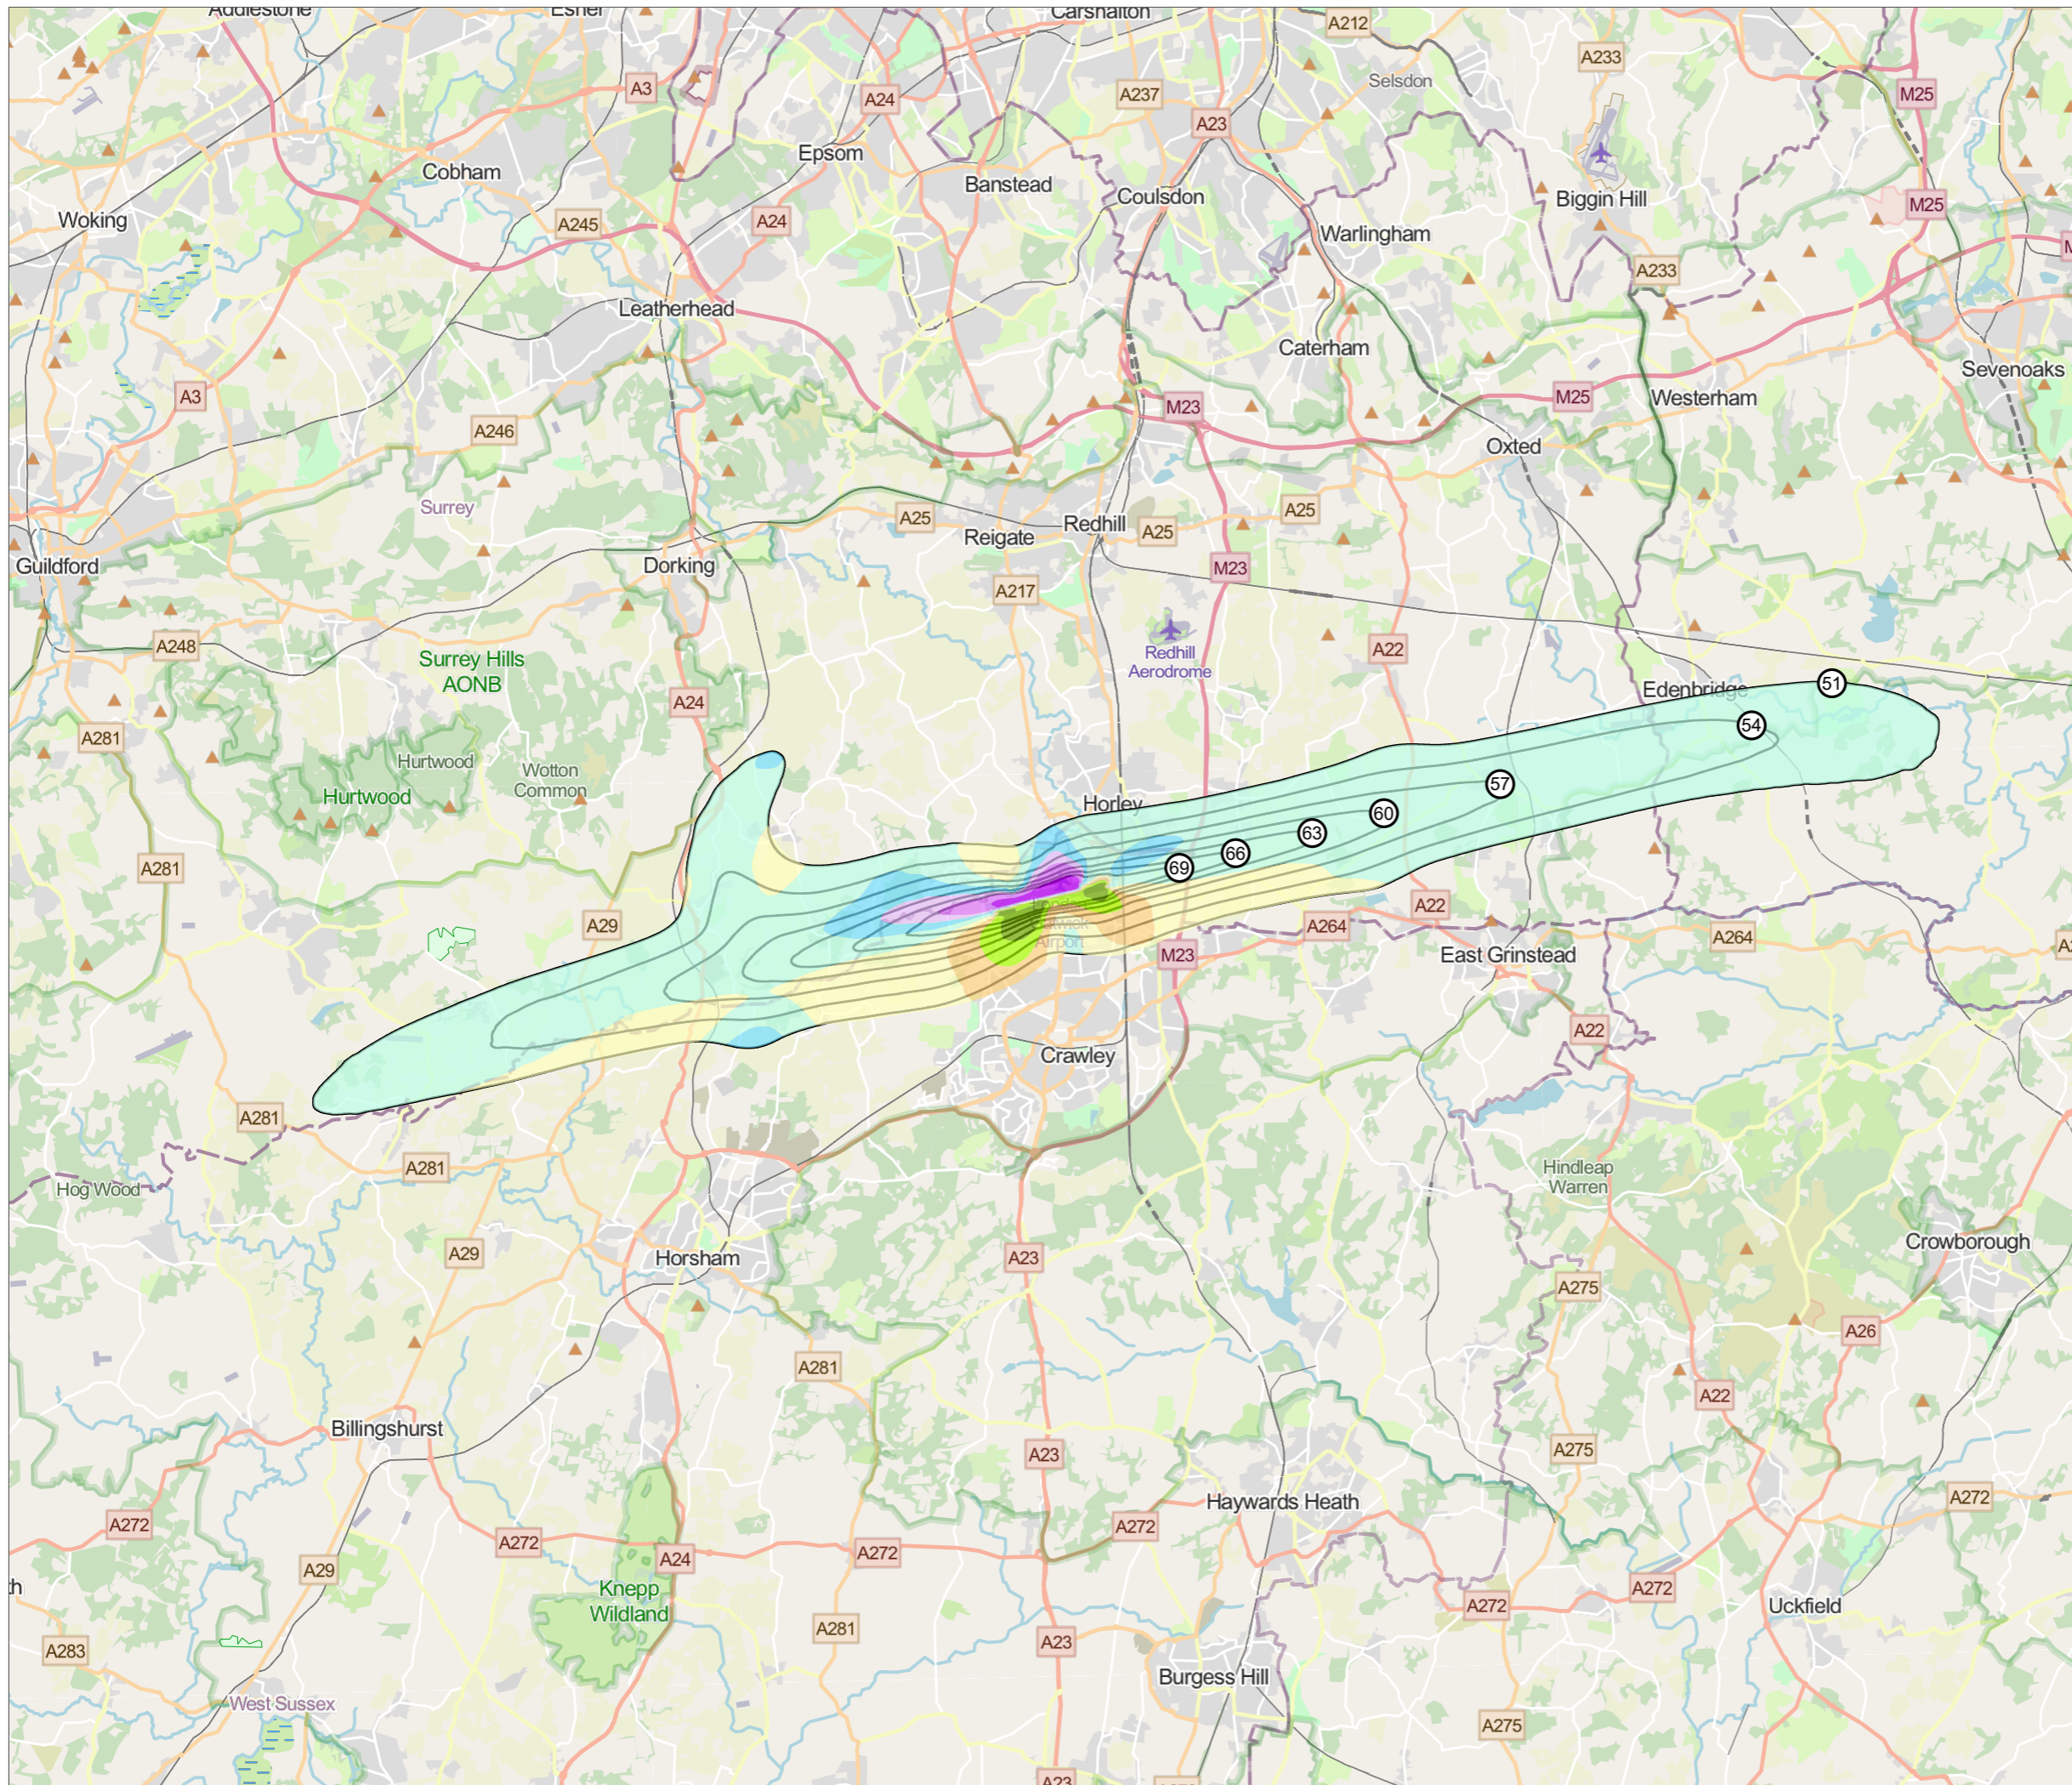 Addlestone
Esher
Carshalton
A212
A233
Selsdon
A3
A24
A237
M25
A23
Epsom
Cobham
Banstead
Coulsdon
Biggin Hill
M25
Woking
A245
A24
Warlingham
A233
Leatherhead
Caterham
Sevenoaks
A3
M23
M25
Westerham
A246
Oxted
Surrey
A25
A25
Reigate
Redhill
A25
Guildford
Dorking
M23
A217
A248
Redhill
Aerodrome
A22
Surrey Hills
AONB
Edenbridge
51
A24
54
A281
Hurtwood
Wotton
Common
57
Hurtwood
Horley
60
63
66
69
A281
A29
London
Gatwick
Airport
A22
A264
A264
M23
East Grinstead
A22
Crawley
A281
A281
Hog Wood
Hindleap
Warren
A29
Horsham
A23
Crowborough
A275
A26
A281
A22
Billingshurst
A23
A275
A272
Haywards Heath
A272
A272
A272
A272
A24
A29
Knepp
Wildland
A272
A272
Uckfield
A281
A283
A23
Burgess Hill
West Sussex
A275
A23